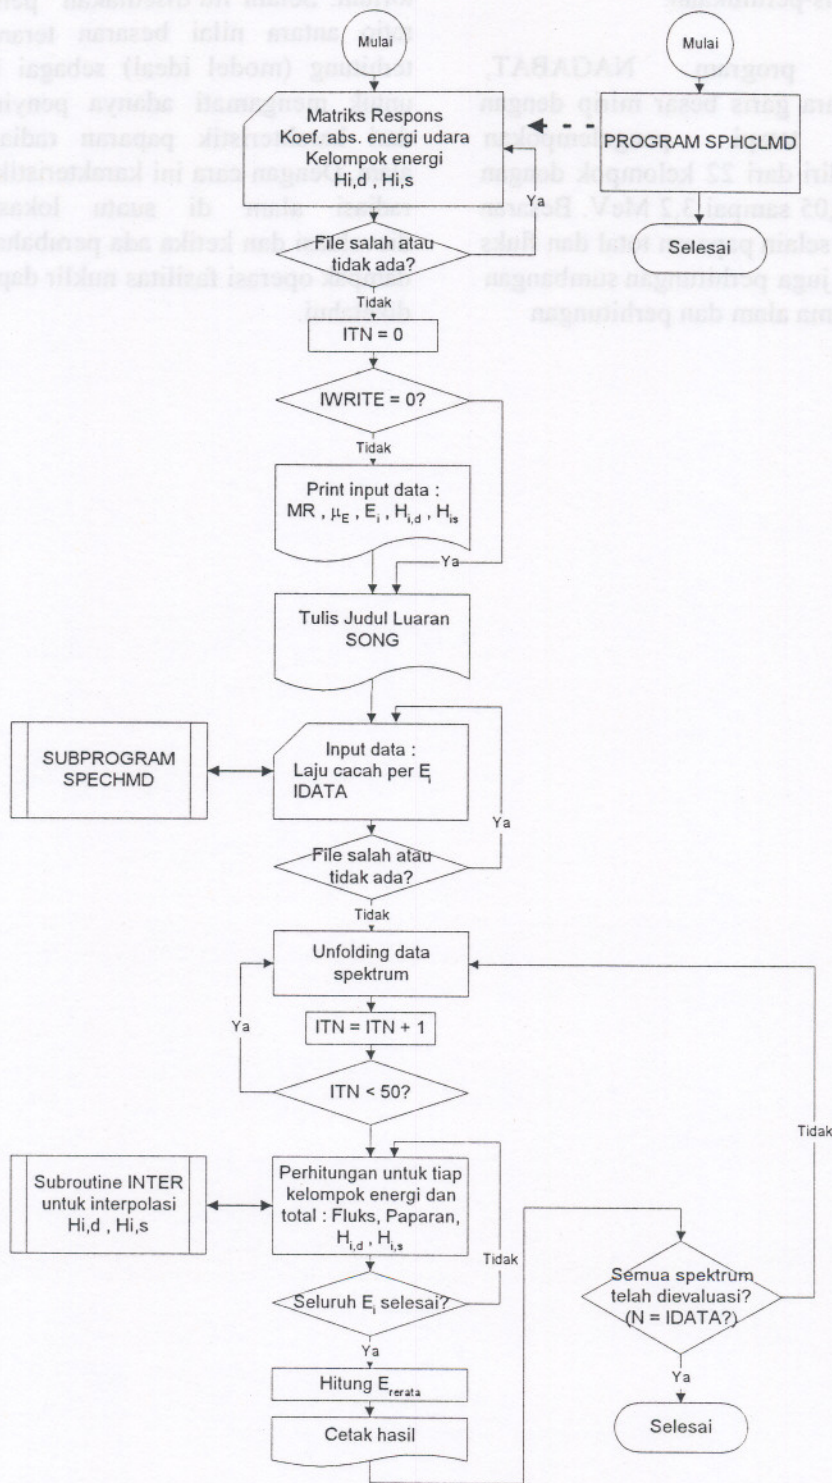 Mulai
Matriks Respons
Koef. abs. energi udara
Kelompok energi
Hi,d , Hi,s
File salah atau
tidak ada?
Ya
Tidak
ITN = 0
IWRITE = 0?
Tidak
Print input data :
MR , μE , Ei , Hi,d , His
Ya
Tulis Judul Luaran
SONG
SUBPROGRAM
SPECHMD
Input data :
Laju cacah per Ei
IDATA
Ya
File salah atau
tidak ada?
Tidak
Unfolding data
spektrum
Ya
ITN = ITN + 1
ITN < 50?
Subroutine INTER
untuk interpolasi
Hi,d , Hi,s
Perhitungan untuk tiap
kelompok energi dan
total : Fluks, Paparan,
Hi,d , Hi,s
Tidak
Seluruh Ei selesai?
Ya
Hitung Ererata
Cetak hasil
Semua spektrum
telah dievaluasi?
(N = IDATA?)
Tidak
Ya
Selesai
Mulai
PROGRAM SPHCLMD
Selesai